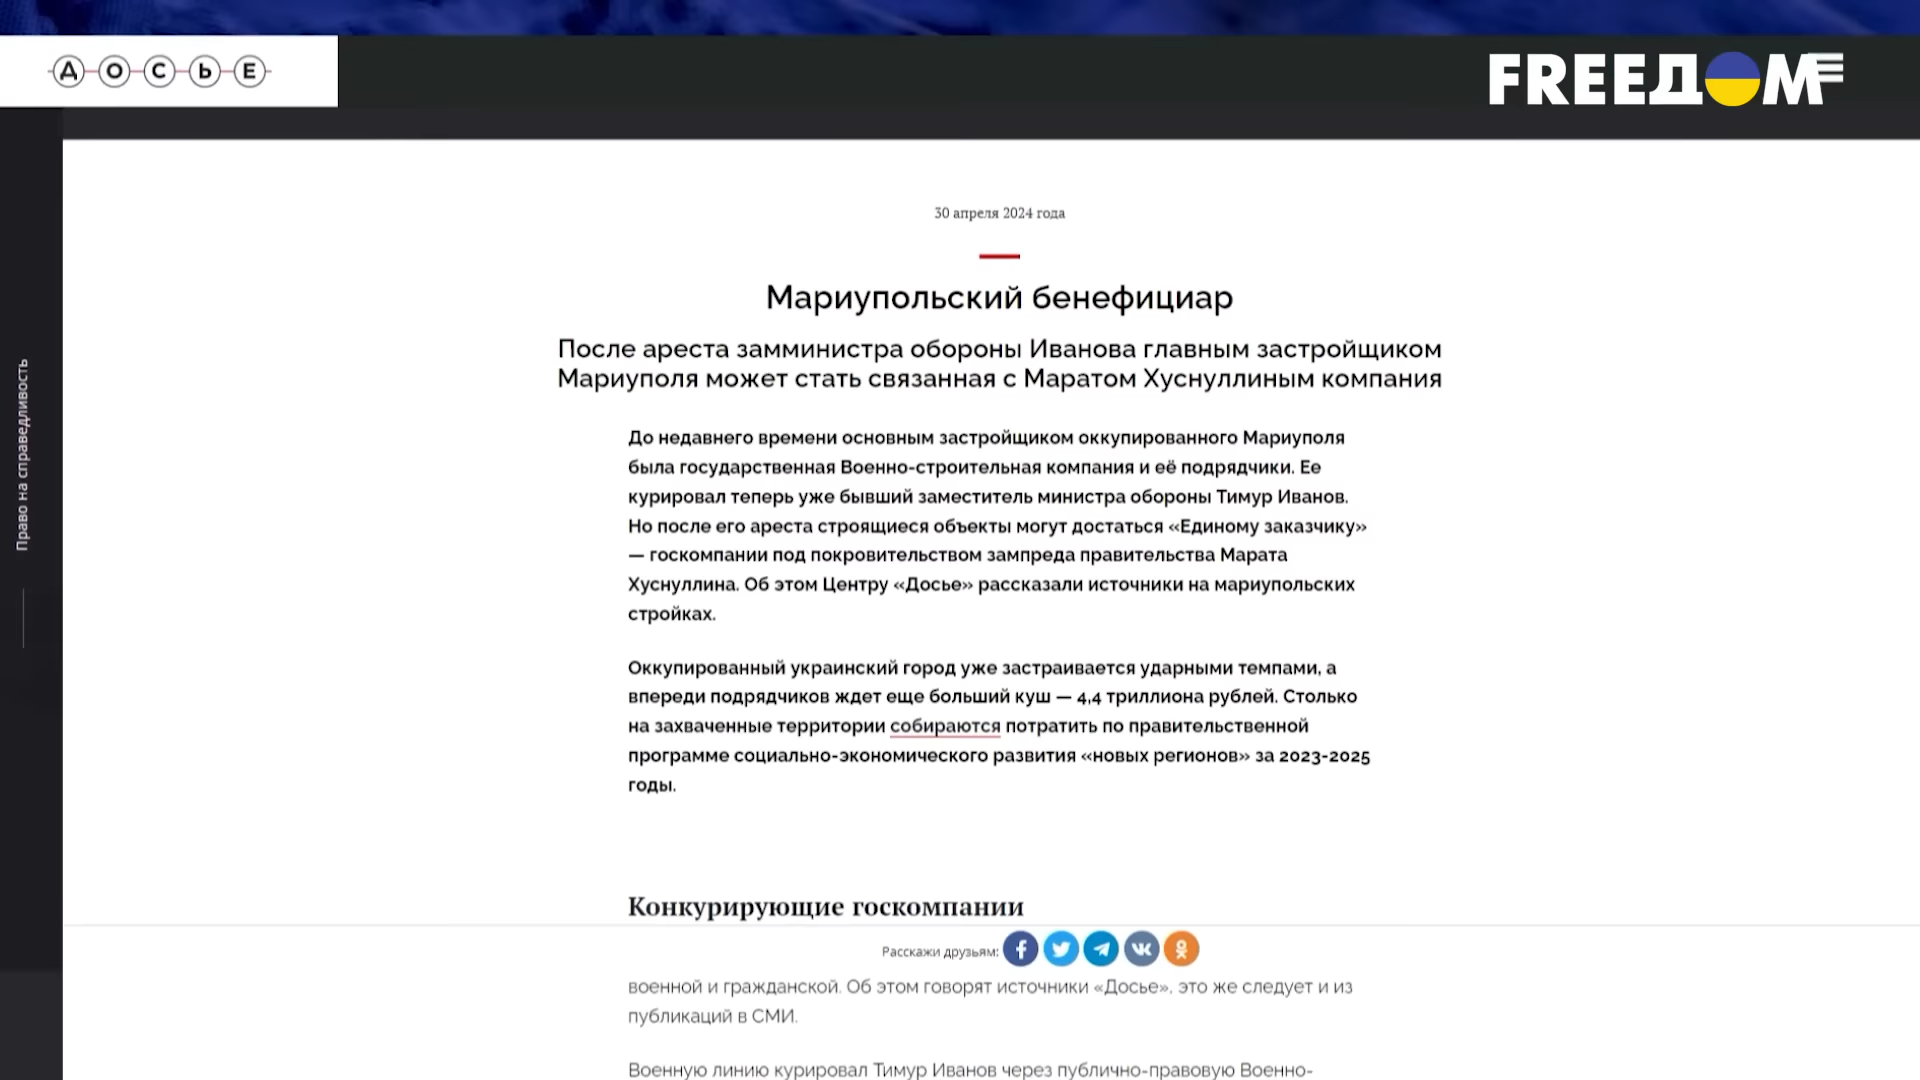 ДОСЬЕ
FREEДOM
Право на справедливость
30 апреля 2024 года
Мариупольский бенефициар
После ареста замминистра обороны Иванова главным застройщиком
Мариуполя может стать связанная с Маратом Хуснуллиным компания
До недавнего времени основным застройщиком оккупированного Мариуполя
была государственная Военно-строительная компания и её подрядчики. Ее
курировал теперь уже бывший заместитель министра обороны Тимур Иванов.
Но после его ареста строящиеся объекты могут достаться «Единому заказчику»
— госкомпании под покровительством зампреда правительства Марата
Хуснуллина. Об этом Центру «Досье» рассказали источники на мариупольских
стройках.
Оккупированный украинский город уже застраивается ударными темпами, а
впереди подрядчиков ждет еще больший куш — 4,4 триллиона рублей. Столько
на захваченные территории собираются потратить по правительственной
программе социально-экономического развития «новых регионов» за 2023-2025
годы.
Конкурирующие госкомпании
Расскажи друзьям:
военной и гражданской. Об этом говорят источники «Досье», это же следует и из
публикаций в СМИ.
Военную линию курировал Тимур Иванов через публично-правовую Военно-